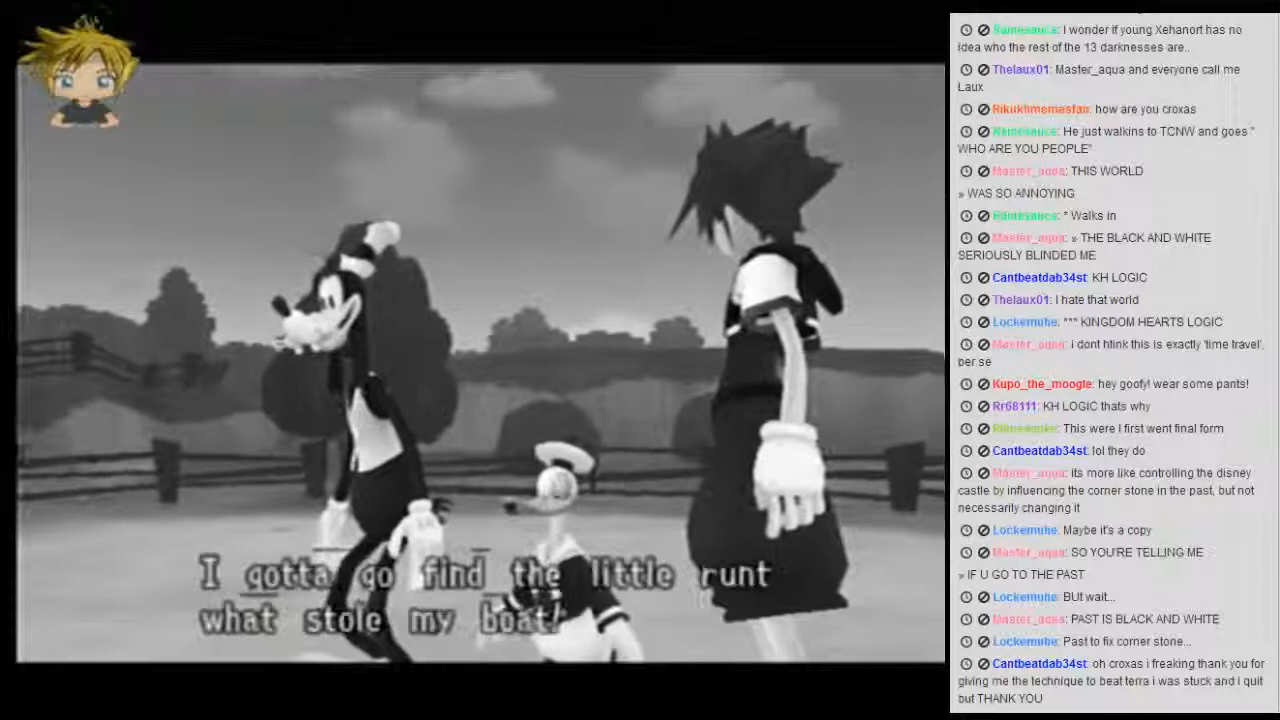 I gotta go find the little runt
what stole my boat!
Ramesauce: I wonder if young Xehanort has no
idea who the rest of the 13 darknesses are..
Thelaux01: Master_aqua and everyone call me
Laux
how are you croxas
Ramesauce: He just walkins to TCNW and goes "
WHO ARE YOU PEOPLE"
Master_aqua: THIS WORLD
» WAS SO ANNOYING
Ramesauce: * Walks in
Master_aqua: » THE BLACK AND WHITE
SERIOUSLY BLINDED ME
Cantbeatdab34st: KH LOGIC
Thelaux01: I hate that world
Lockemuhe: *** KINGDOM HEARTS LOGIC
Master_aqua: i dont htink this is exactly 'time travel',
per se
Kupo_the_moogle: hey goofy! wear some pants!
Rr68111: KH LOGIC thats why
This were I first went final form
Cantbeatdab34st: lol they do
Master_aqua: its more like controlling the disney
castle by influencing the corner stone in the past, but not
necessarily changing it
Lockemuhe: Maybe it's a copy
Master_aqua: SO YOU'RE TELLING ME
» IF U GO TO THE PAST
Lockemuhe: BUt wait...
Master_aqua: PAST IS BLACK AND WHITE
Lockemuhe: Past to fix corner stone...
Cantbeatdab34st: oh croxas i freaking thank you for
giving me the technique to beat terra i was stuck and i quit
but THANK YOU